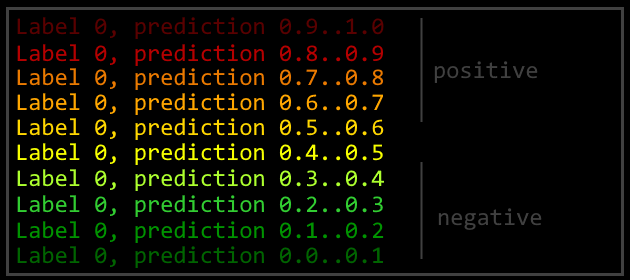 Label 0, prediction 0.9..1.0
Label 0, prediction 0.8..0.9
Label 0, prediction 0.7..0.8
Label 0, prediction 0.6..0.7
Label 0, prediction 0.5..0.6
Label 0, prediction 0.4..0.5
Label 0, prediction 0.3..0.4
Label 0, prediction 0.2..0.3
Label 0, prediction 0.1..0.2
Label 0, prediction 0.0..0.1
positive
negative